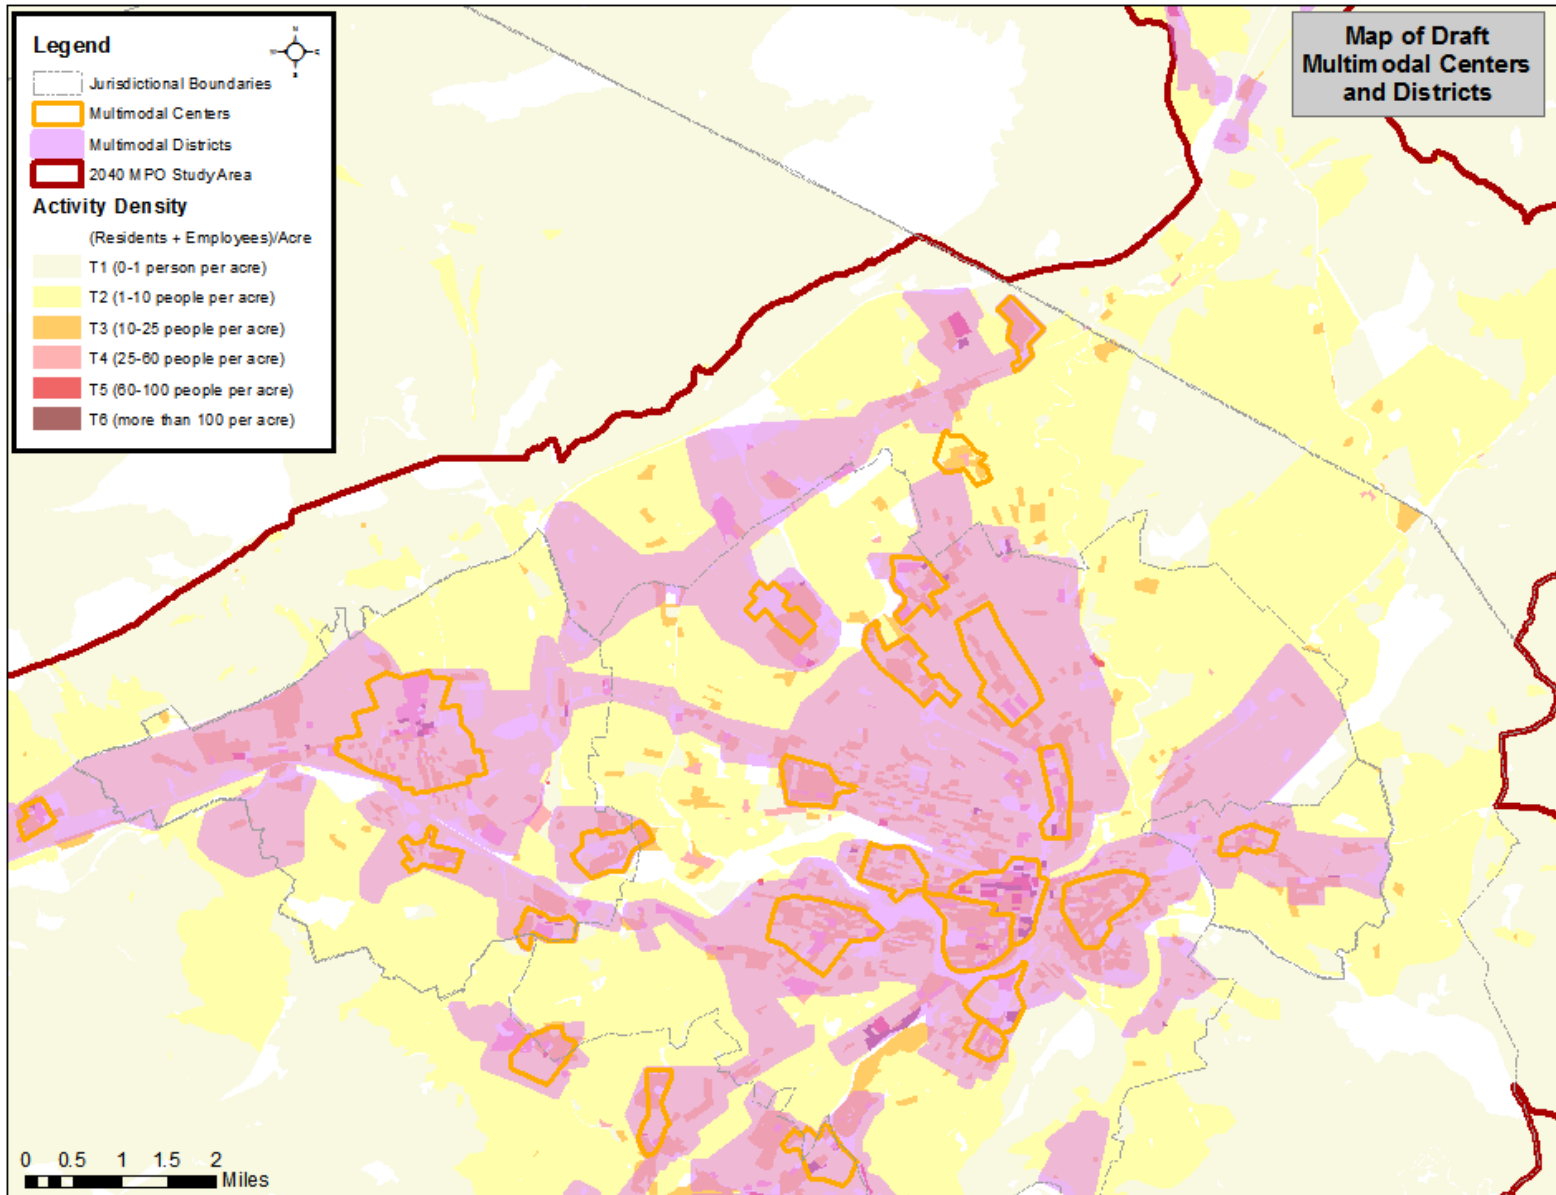 Legend
N
Jurisdictional Boundaries
Multimodal Centers
Multimodal Districts
2040 MPO Study Area
Activity Density
(Residents + Employees)/Acre
T1 (0-1 person per acre)
T2 (1-10 people per acre)
T3 (10-25 people per acre)
T4 (25-60 people per acre)
T5 (60-100 people per acre)
T6 (more than 100 per acre)
Map of Draft
Multimodal Centers
and Districts
0 0.5 1 1.5 2
Miles